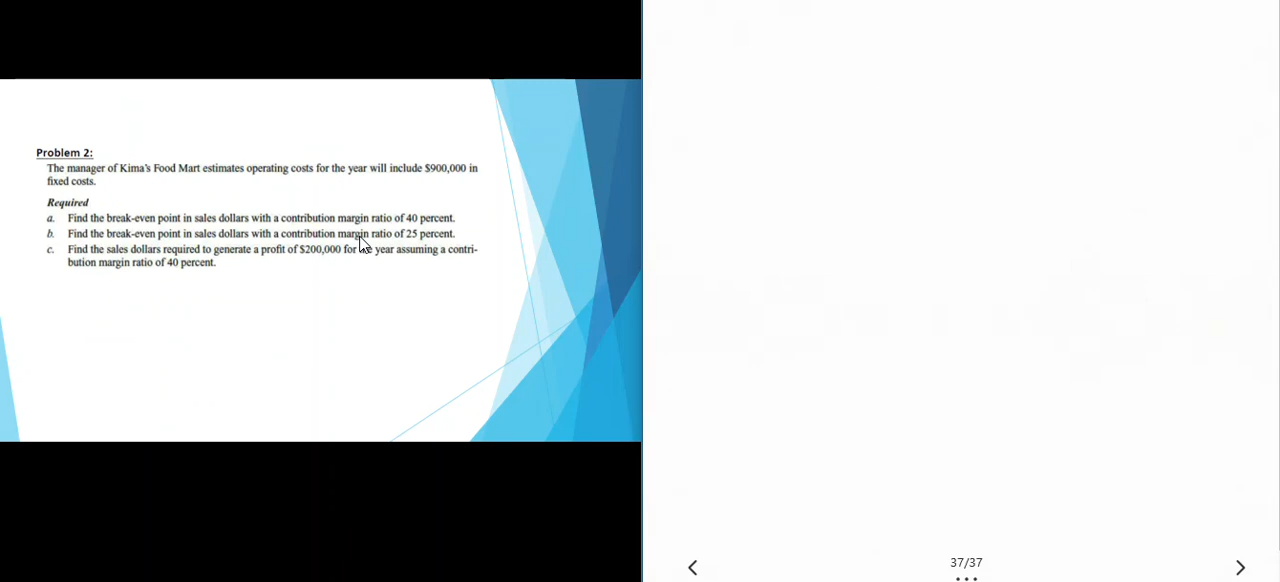 Problem 2:
The manager of Kima's Food Mart estimates operating costs for the year will include $900,000 in
fixed costs.
Required
a. Find the break-even point in sales dollars with a contribution margin ratio of 40 percent.
b. Find the break-even point in sales dollars with a contribution margin ratio of 25 percent.
c. Find the sales dollars required to generate a profit of $200,000 for year assuming a contri-
bution margin ratio of 40 percent.
37/37